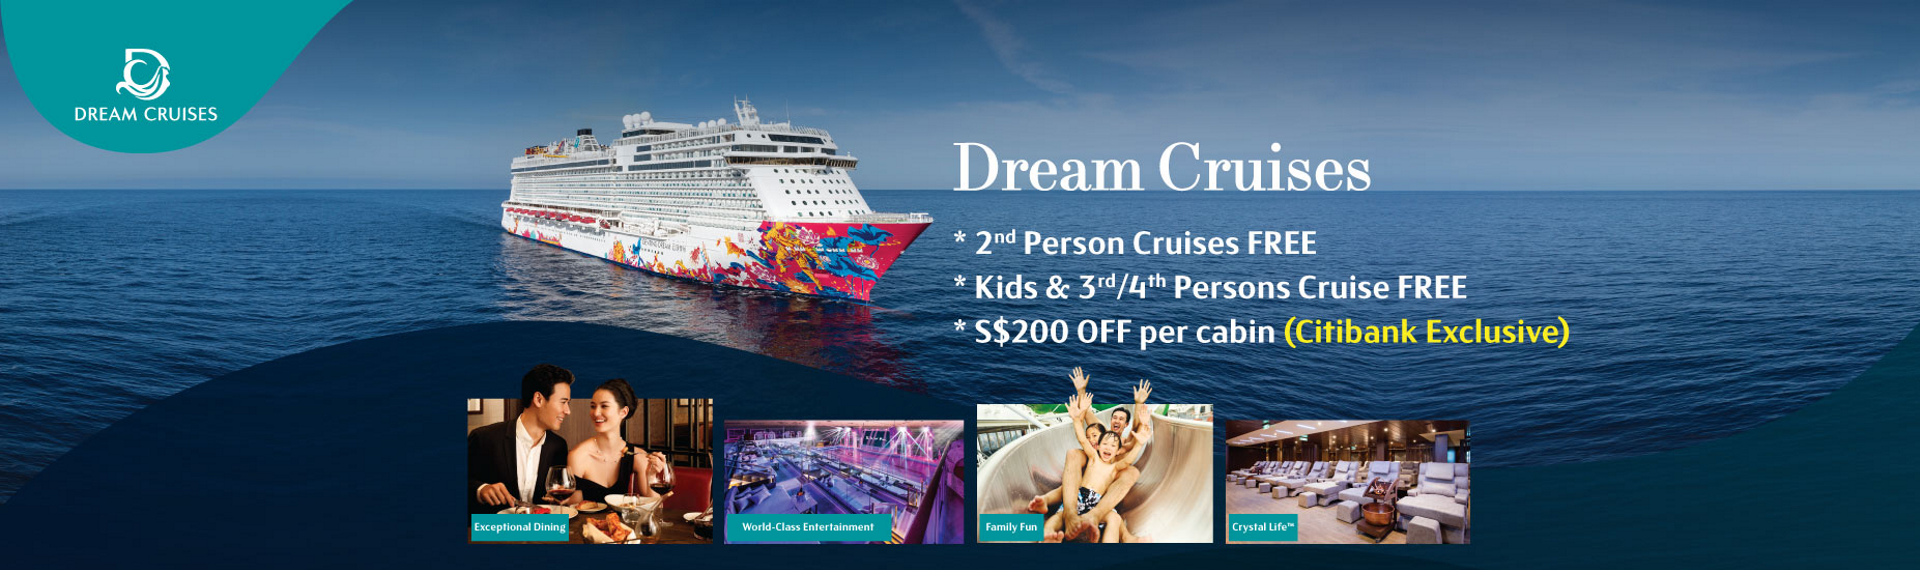 DREAM CRUISES
Dream Cruises
* 2nd Person Cruises FREE
* Kids & 3rd/4th Persons Cruise FREE
* S$200 OFF per cabin (Citibank Exclusive)
Exceptional Dining
World-Class Entertainment
Family Fun
Crystal Life™